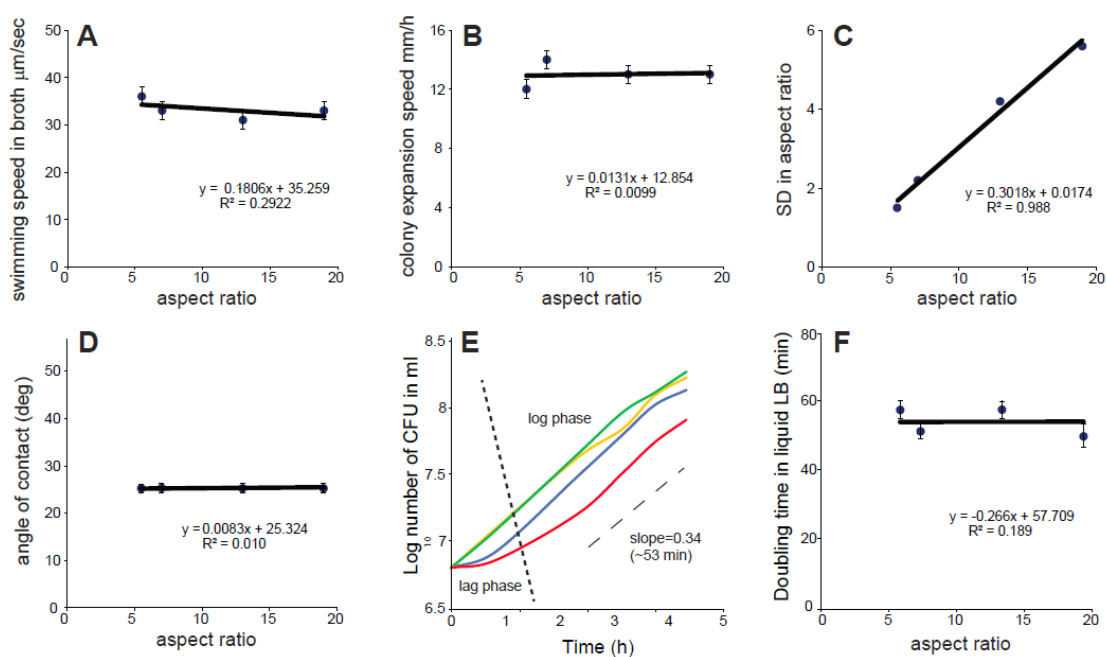 A
swimming speed in broth µm/sec
50
40
30
20
10
0
y = 0.1806x + 35.259
R² = 0.2922
0
5
10
15
20
aspect ratio
B
colony expansion speed mm/h
16
12
8
4
0
y = 0.0131x + 12.854
R² = 0.0099
0
5
10
15
20
aspect ratio
C
SD in aspect ratio
6
4
2
0
y = 0.3018x + 0.0174
R² = 0.988
0
5
10
15
20
aspect ratio
D
angle of contact (deg)
50
40
30
20
10
0
y = 0.0083x + 25.324
R² = 0.010
0
5
10
15
20
aspect ratio
E
Log number of CFU in ml
10
8.5
8
7.5
7
6.5
log phase
lag phase
slope=0.34
(~53 min)
0
1
2
3
4
5
Time (h)
F
Doubling time in liquid LB (min)
80
60
40
20
0
y = -0.266x + 57.709
R² = 0.189
0
5
10
15
20
aspect ratio